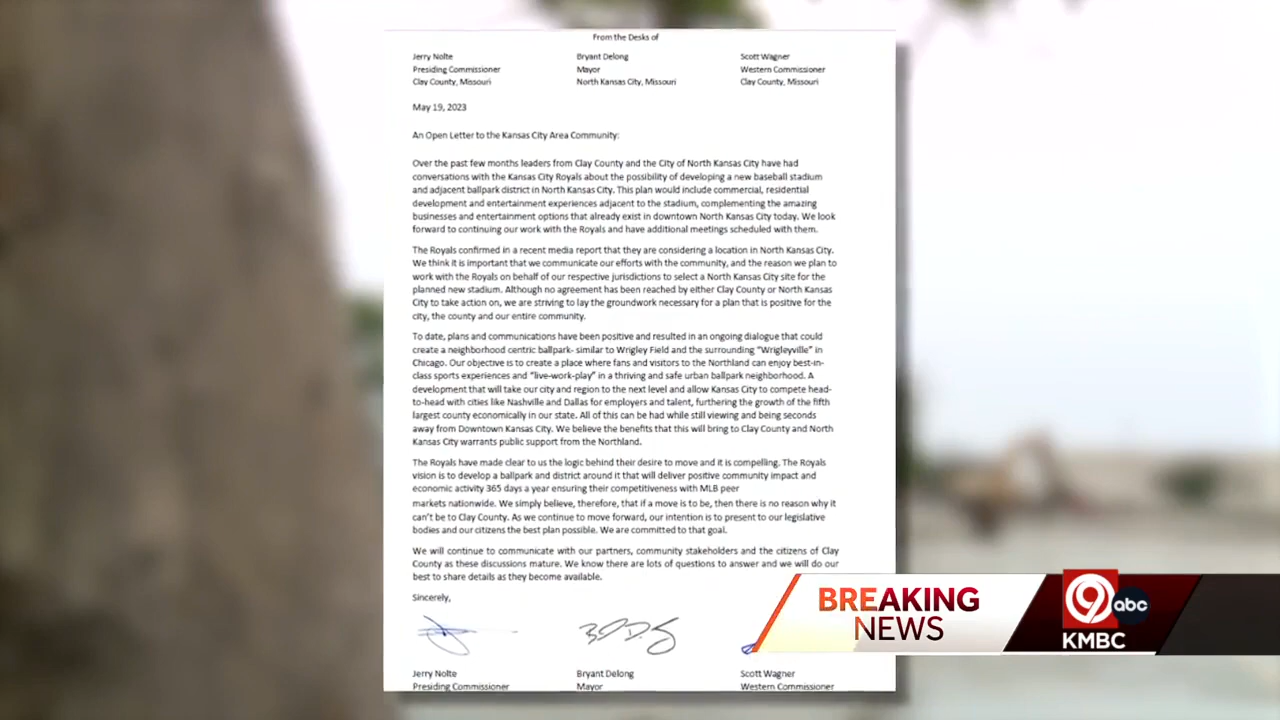 From the Desks of
Jerry Nolte Bryant Delong Scott Wagner
Presiding Commissioner Mayor Western Commissioner
Clay County, Missouri North Kansas City, Missouri Clay County, Missouri
May 19, 2023
An Open Letter to the Kansas City Area Community:
Over the past few months leaders from Clay County and the City of North Kansas City have had
conversations with the Kansas City Royals about the possibility of developing a new baseball stadium
and adjacent ballpark district in North Kansas City. This plan would include commercial, residential
development and entertainment experiences adjacent to the stadium, complementing the amazing
businesses and entertainment options that already exist in downtown North Kansas City today. We look
forward to continuing our work with the Royals and have additional meetings scheduled with them.
The Royals confirmed in a recent media report that they are considering a location in North Kansas City.
We think it is important that we communicate our efforts with the community, and the reason we plan to
work with the Royals on behalf of our respective jurisdictions to select a North Kansas City site for the
planned new stadium. Although no agreement has been reached by either Clay County or North Kansas
City to take action on, we are striving to lay the groundwork necessary for a plan that is positive for the
city, the county and our entire community.
To date, plans and communications have been positive and resulted in an ongoing dialogue that could
create a neighborhood centric ballpark- similar to Wrigley Field and the surrounding “Wrigleyville” in
Chicago. Our objective is to create a place where fans and visitors to the Northland can enjoy best-in-
class sports experiences and “live-work-play” in a thriving and safe urban ballpark neighborhood. A
development that will take our city and region to the next level and allow Kansas City to compete head-
to-head with cities like Nashville and Dallas for employers and talent, furthering the growth of the fifth
largest county economically in our state. All of this can be had while still viewing and being seconds
away from Downtown Kansas City. We believe the benefits that this will bring to Clay County and North
Kansas City warrants public support from the Northland.
The Royals have made clear to us the logic behind their desire to move and it is compelling. The Royals
vision is to develop a ballpark and district around it that will deliver positive community impact and
economic activity 365 days a year ensuring their competitiveness with MLB peer
markets nationwide. We simply believe, therefore, that if a move is to be, then there is no reason why it
can't be to Clay County. As we continue to move forward, our intention is to present to our legislative
bodies and our citizens the best plan possible. We are committed to that goal.
We will continue to communicate with our partners, community stakeholders and the citizens of Clay
County as these discussions mature. We know there are lots of questions to answer and we will do our
best to share details as they become available.
Sincerely,
Jerry Nolte Bryant Delong Scott Wagner
Presiding Commissioner Mayor Western Commissioner
BREAKING
NEWS
9 abc
KMBC